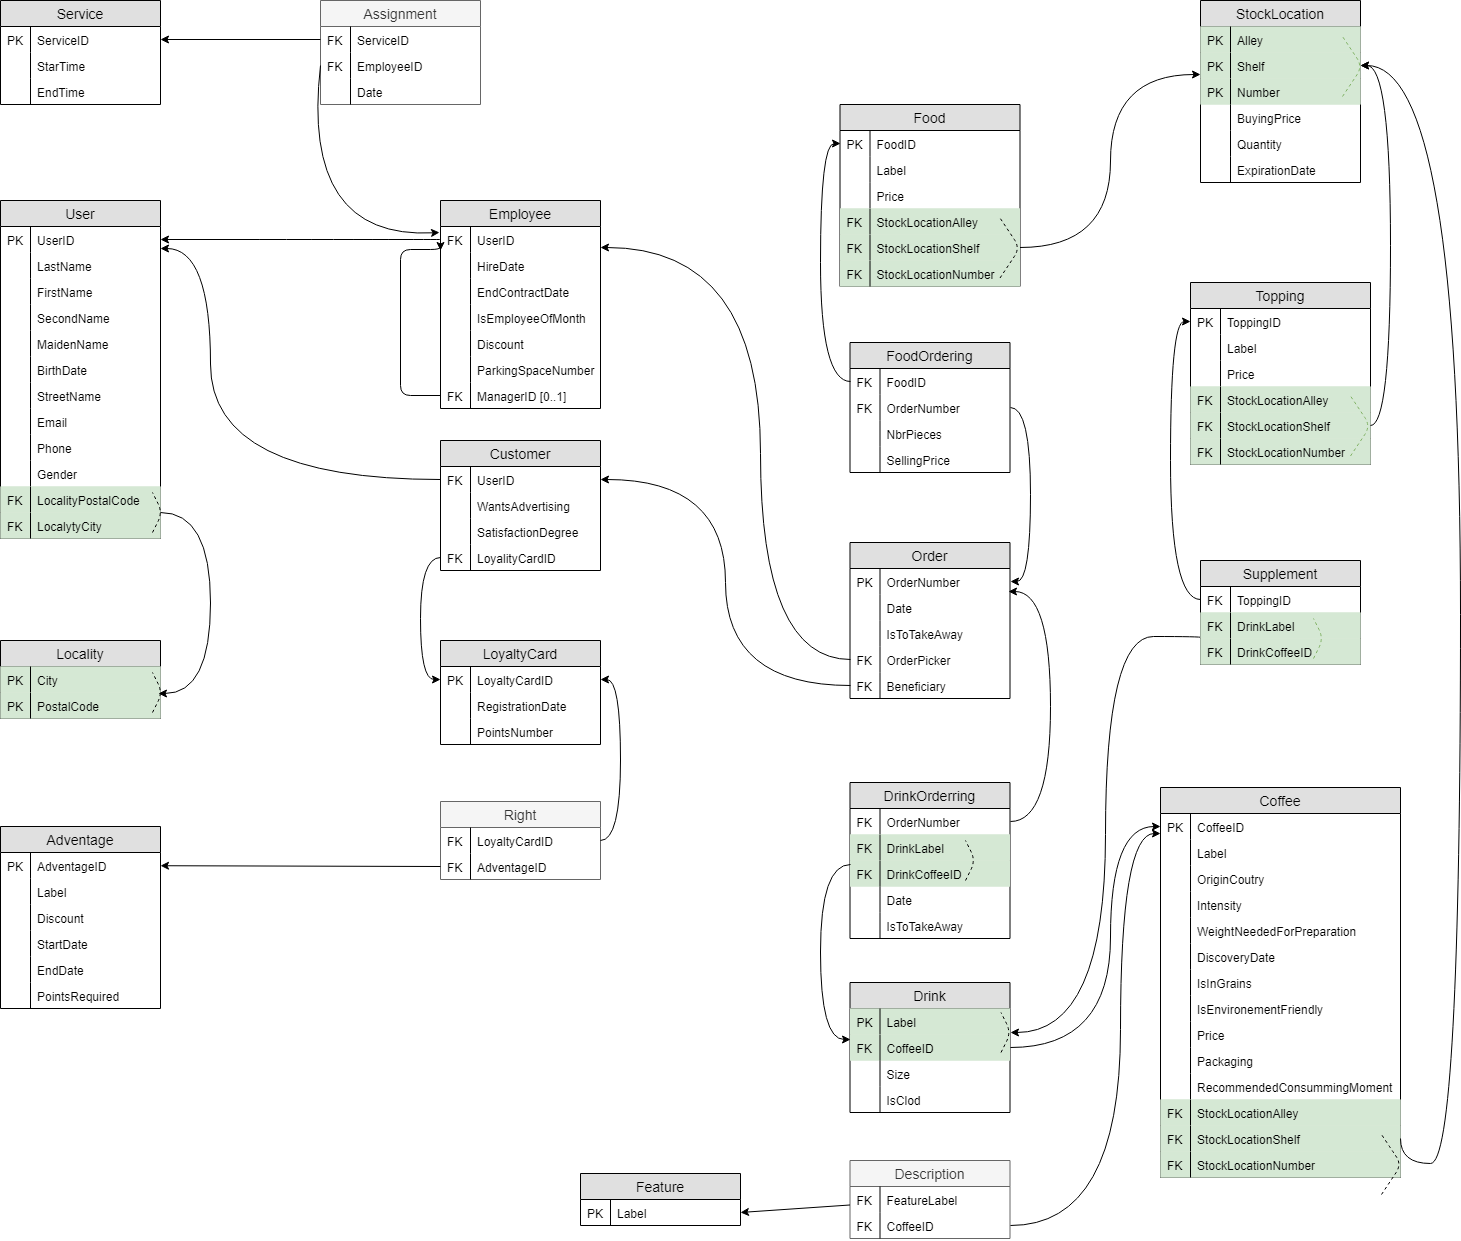 Service
PK ServiceID
StarTime
EndTime
Assignment
FK ServiceID
FK EmployeeID
Date
StockLocation
PK Alley
PK Shelf
PK Number
BuyingPrice
Quantity
ExpirationDate
Food
PK FoodID
Label
Price
FK StockLocationAlley
FK StockLocationShelf
FK StockLocationNumber
User
PK UserID
LastName
FirstName
SecondName
MaidenName
BirthDate
StreetName
Email
Phone
Gender
FK LocalityPostalCode
FK LocalytyCity
Employee
FK UserID
HireDate
EndContractDate
IsEmployeeOfMonth
Discount
ParkingSpaceNumber
FK ManagerID [0..1]
Topping
PK ToppingID
Label
Price
FK StockLocationAlley
FK StockLocationShelf
FK StockLocationNumber
FoodOrdering
FK FoodID
FK OrderNumber
NbrPieces
SellingPrice
Customer
FK UserID
WantsAdvertising
SatisfactionDegree
FK LoyalityCardID
Order
PK OrderNumber
Date
IsToTakeAway
FK OrderPicker
FK Beneficiary
Supplement
FK ToppingID
FK DrinkLabel
FK DrinkCoffeeID
Locality
PK City
PK PostalCode
LoyaltyCard
PK LoyaltyCardID
RegistrationDate
PointsNumber
DrinkOrderring
FK OrderNumber
FK DrinkLabel
FK DrinkCoffeeID
Date
IsToTakeAway
Coffee
PK CoffeeID
Label
OriginCoutry
Intensity
WeightNeededForPreparation
DiscoveryDate
IsInGrains
IsEnvironementFriendly
Price
Packaging
RecommendedConsummingMoment
FK StockLocationAlley
FK StockLocationShelf
FK StockLocationNumber
Right
FK LoyaltyCardID
FK AdventageID
Adventage
PK AdventageID
Label
Discount
StartDate
EndDate
PointsRequired
Drink
PK Label
FK CoffeeID
Size
IsClod
Description
FK FeatureLabel
FK CoffeeID
Feature
PK Label